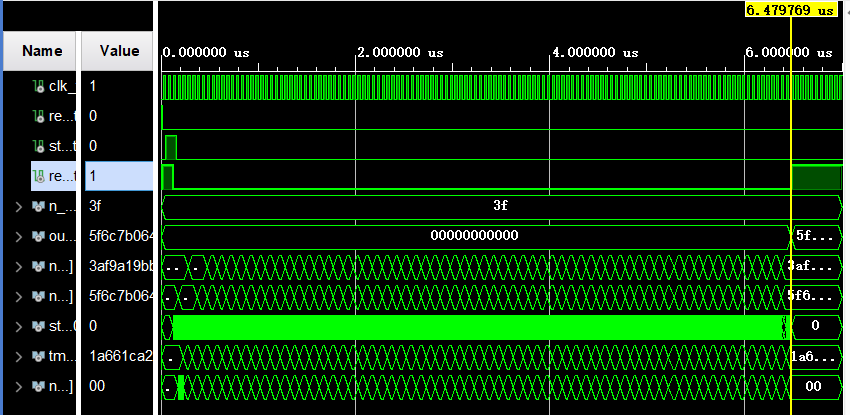 6.479769 us
Name Value
0.000000 us 2.000000 us 4.000000 us 6.000000 us
clk_ 1
re...t 0
st...t 0
re...t 1
n_... 3f 3f
ou... 5f6c7b064 00000000000 5f...
n...] 3af9a19bb .. . 3af...
n...] 5f6c7b064 . . 5f6...
st...0 0 0
tm... 1a661ca2 . 1a6...
n...] 00 . 00